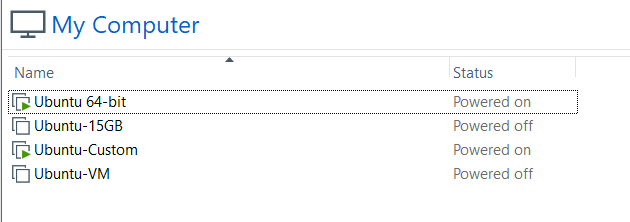 My Computer
Name Status
Ubuntu 64-bit Powered on
Ubuntu-15GB Powered off
Ubuntu-Custom Powered on
Ubuntu-VM Powered off